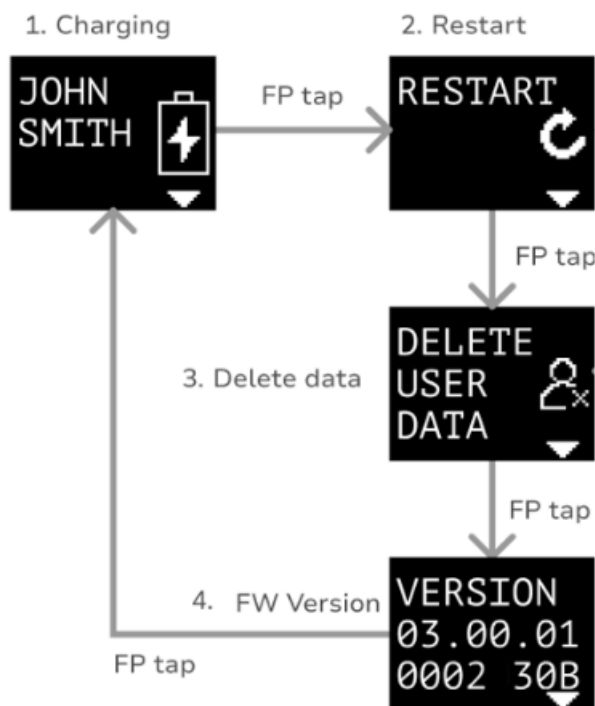 1. Charging
2. Restart
JOHN
SMITH
FP tap
RESTART
FP tap
3. Delete data
DELETE
USER
DATA
FP tap
4. FW Version
VERSION
03.00.01
0002 30B
FP tap